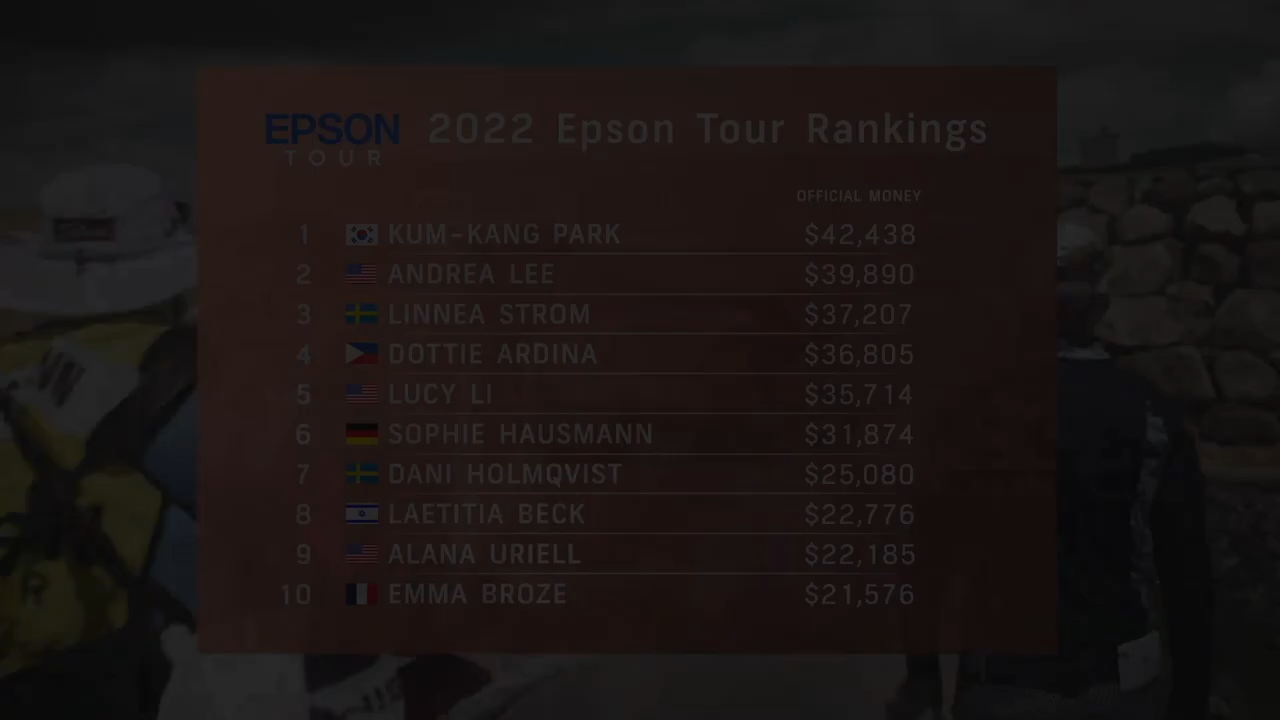 EPSON
TOUR
2022 Epson Tour Rankings
OFFICIAL MONEY
1 KUM-KANG PARK $42,438
2 ANDREA LEE $39,890
3 LINNEA STROM $37,207
4 DOTTIE ARDINA $36,805
5 LUCY LI $35,714
6 SOPHIE HAUSMANN $31,874
7 DANI HOLMQVIST $25,080
8 LAETITIA BECK $22,776
9 ALANA URIELL $22,185
10 EMMA BROZE $21,576